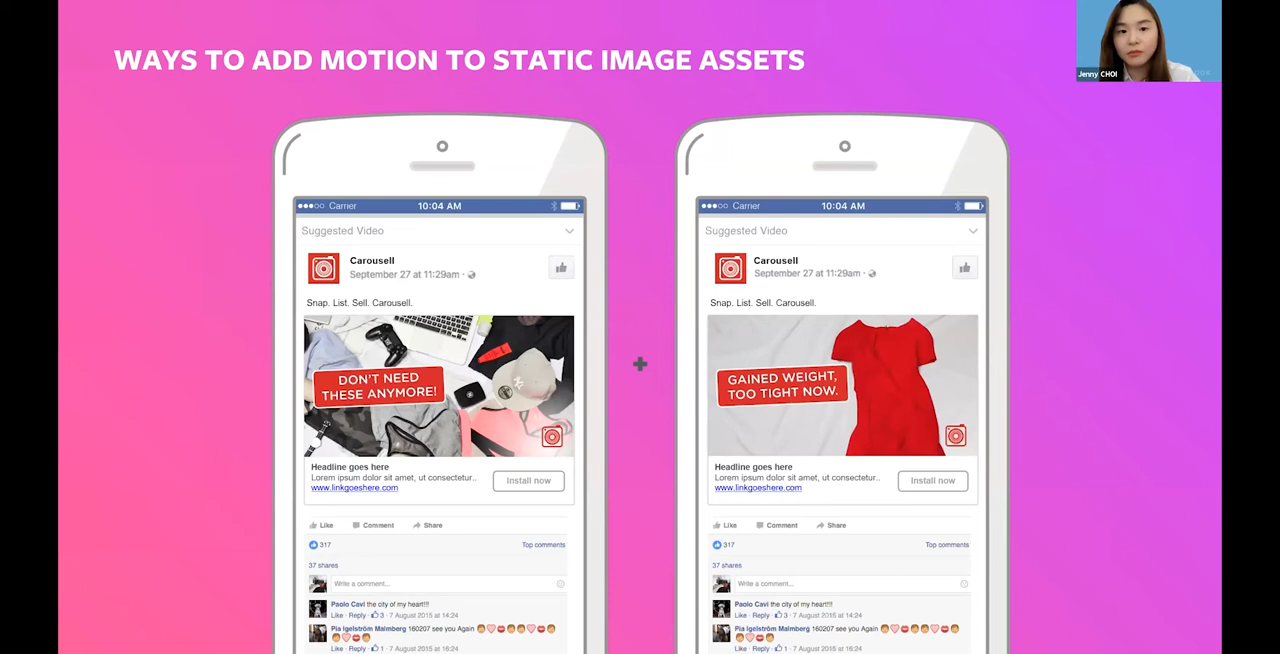 WAYS TO ADD MOTION TO STATIC IMAGE ASSETS
Jenny CHOI
Carrier
10:04 AM
Suggested Video
Carousell
September 27 at 11:29am
Snap. List. Sell. Carousell.
DON'T NEED
THESE ANYMORE!
Headline goes here
Lorem ipsum dolor sit amet, ut consectetur..
www.linkgoeshere.com
Install now
Like Comment Share
317
Top comments
37 shares
Write a comment...
Paolo Cavi the city of my heart!!!
Like · Reply · 3 · 7 August 2015 at 14:24
Pia Igelström Malmberg 160207 see you Again
Like · Reply · 1 · 7 August 2015 at 16:24
+
Carrier
10:04 AM
Suggested Video
Carousell
September 27 at 11:29am
Snap. List. Sell. Carousell.
GAINED WEIGHT,
TOO TIGHT NOW.
Headline goes here
Lorem ipsum dolor sit amet, ut consectetur..
www.linkgoeshere.com
Install now
Like Comment Share
317
Top comments
37 shares
Write a comment...
Paolo Cavi the city of my heart!!!
Like · Reply · 3 · 7 August 2015 at 14:24
Pia Igelström Malmberg 160207 see you Again
Like · Reply · 1 · 7 August 2015 at 16:24